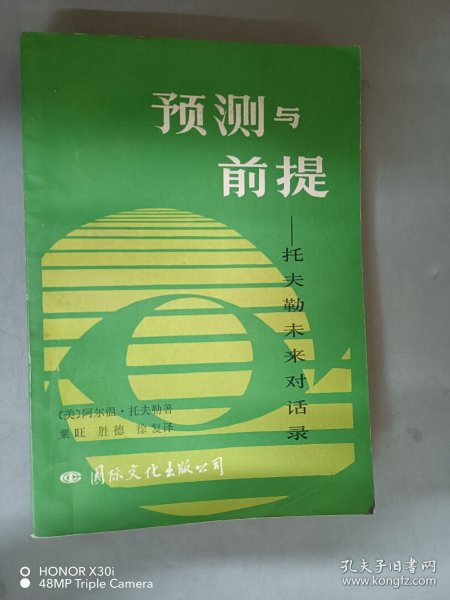 预测与
前提
——托夫勒未来对话录
〔美〕阿尔温·托夫勒著
粟旺 胜德 徐复译
国际文化出版公司
HONOR X30i
48MP Triple Camera
孔夫子旧书网
www.kongfz.com